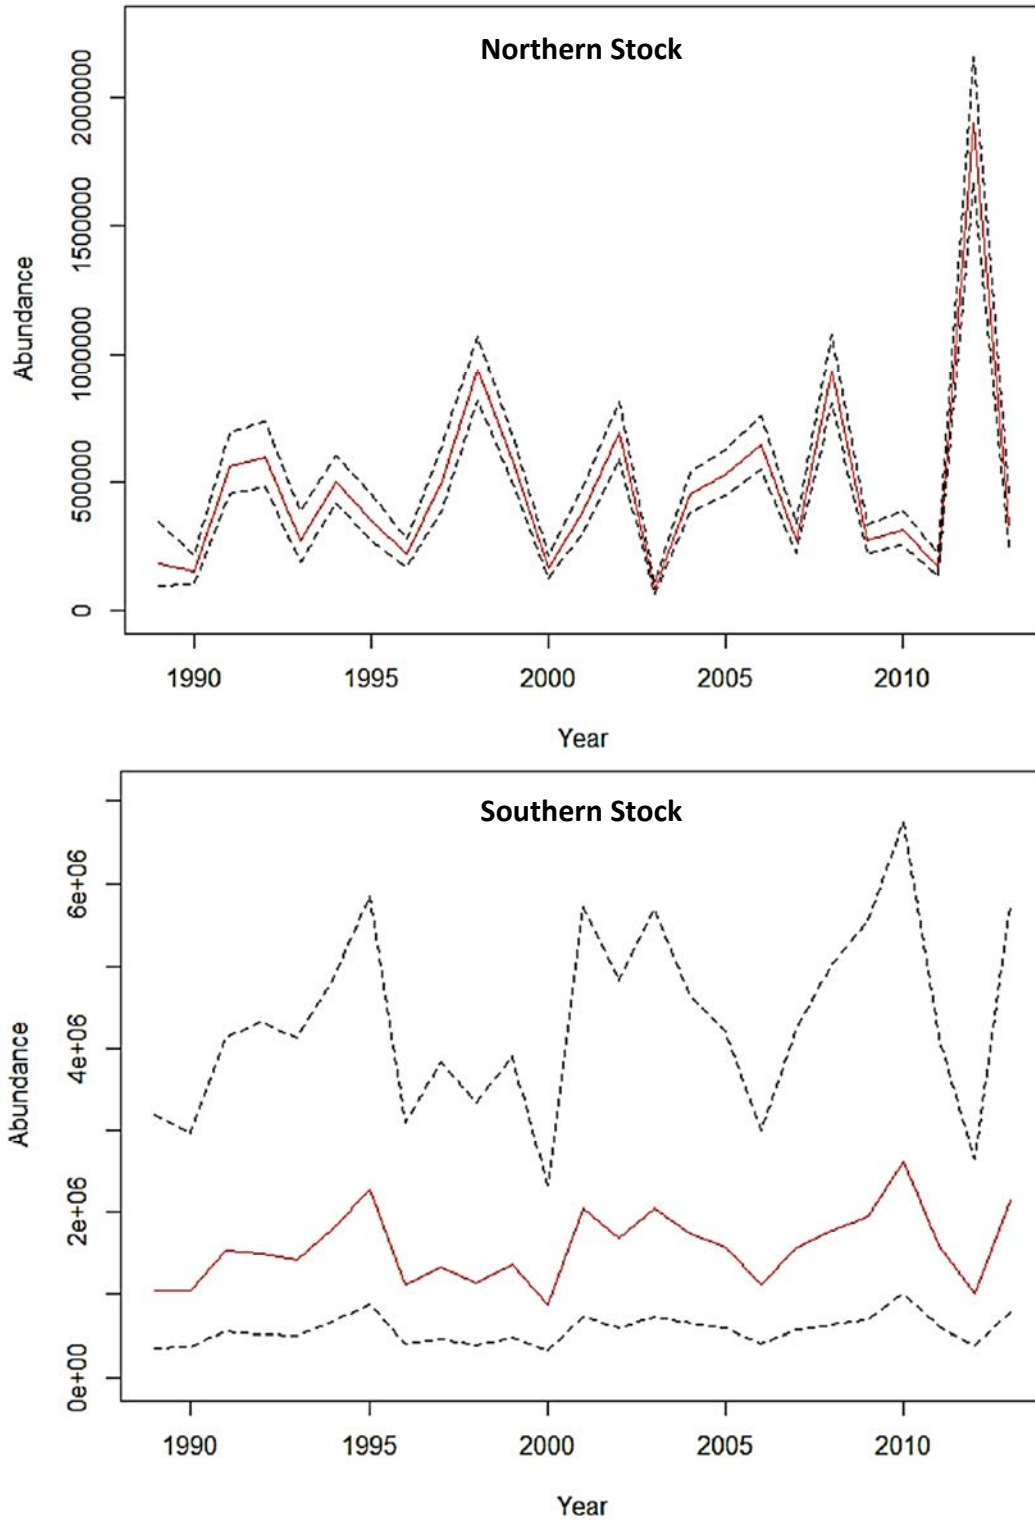 Northern Stock
Abundance
2000000
1500000
1000000
500000
0
1990 1995 2000 2005 2010
Year
Southern Stock
Abundance
6e+06
4e+06
2e+06
0e+00
1990 1995 2000 2005 2010
Year